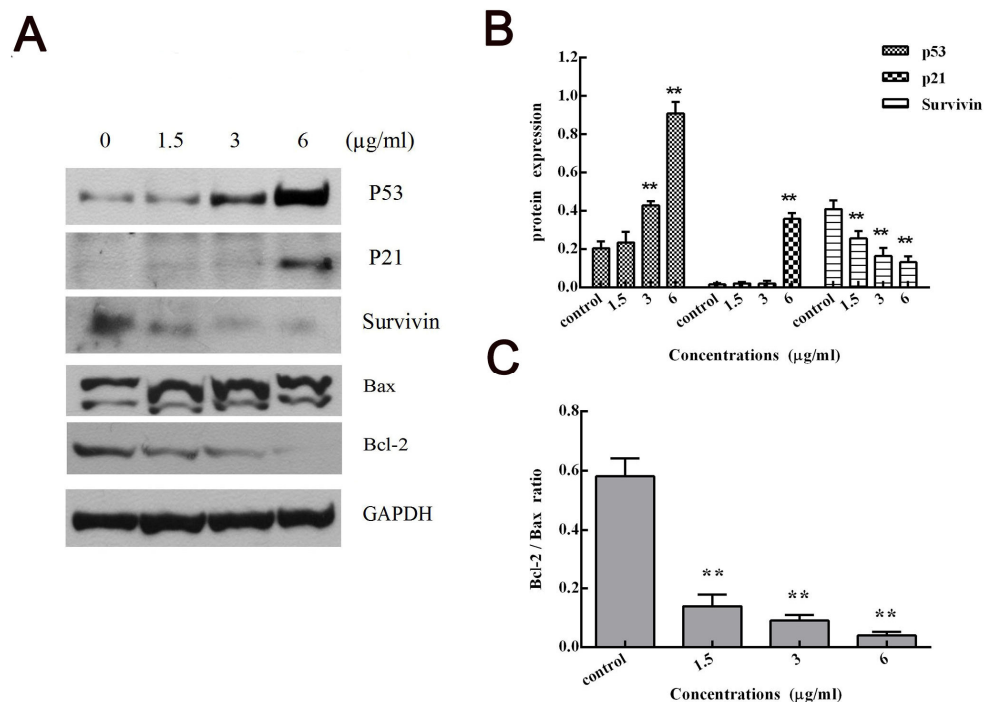 A
0 1.5 3 6 (µg/ml)
P53
P21
Survivin
Bax
Bcl-2
GAPDH
B
p53
p21
Survivin
protein expression
1.2
1.0
0.8
0.6
0.4
0.2
0.0
** ** ** ** ** **
control 1.5 3 6 control 1.5 3 6 control 1.5 3 6
Concentrations (µg/ml)
C
Bcl-2 / Bax ratio
0.8
0.6
0.4
0.2
0.0
** ** **
control 1.5 3 6
Concentrations (µg/ml)